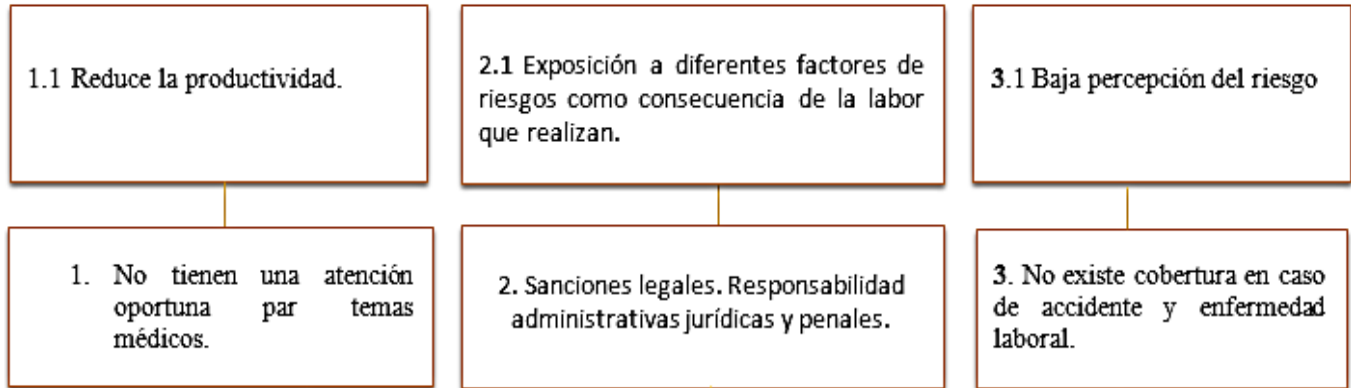 1.1 Reduce la productividad.
2.1 Exposición a diferentes factores de
riesgos como consecuencia de la labor
que realizan.
3.1 Baja percepción del riesgo
1. No tienen una atención
oportuna par temas
médicos.
2. Sanciones legales. Responsabilidad
administrativas jurídicas y penales.
3. No existe cobertura en caso
de accidente y enfermedad
laboral.